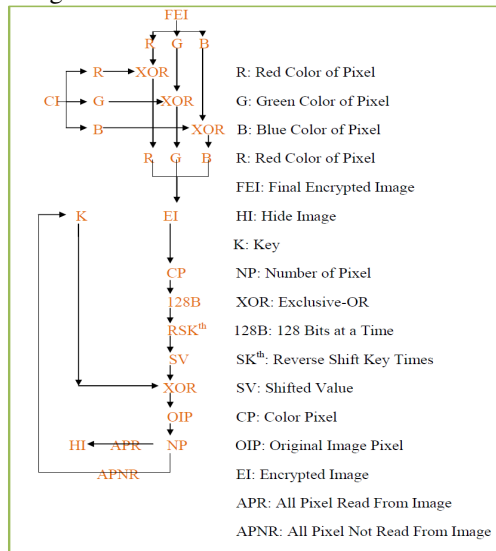 FEI
R G B
R XOR R: Red Color of Pixel
CI G XOR G: Green Color of Pixel
B XOR B: Blue Color of Pixel
R G B R: Red Color of Pixel
FEI: Final Encrypted Image
K EI HI: Hide Image
K: Key
CP NP: Number of Pixel
128B XOR: Exclusive-OR
RSKth 128B: 128 Bits at a Time
SKth: Reverse Shift Key Times
SV SV: Shifted Value
XOR CP: Color Pixel
OIP OIP: Original Image Pixel
HI APR NP
APNR EI: Encrypted Image
APR: All Pixel Read From Image
APNR: All Pixel Not Read From Image